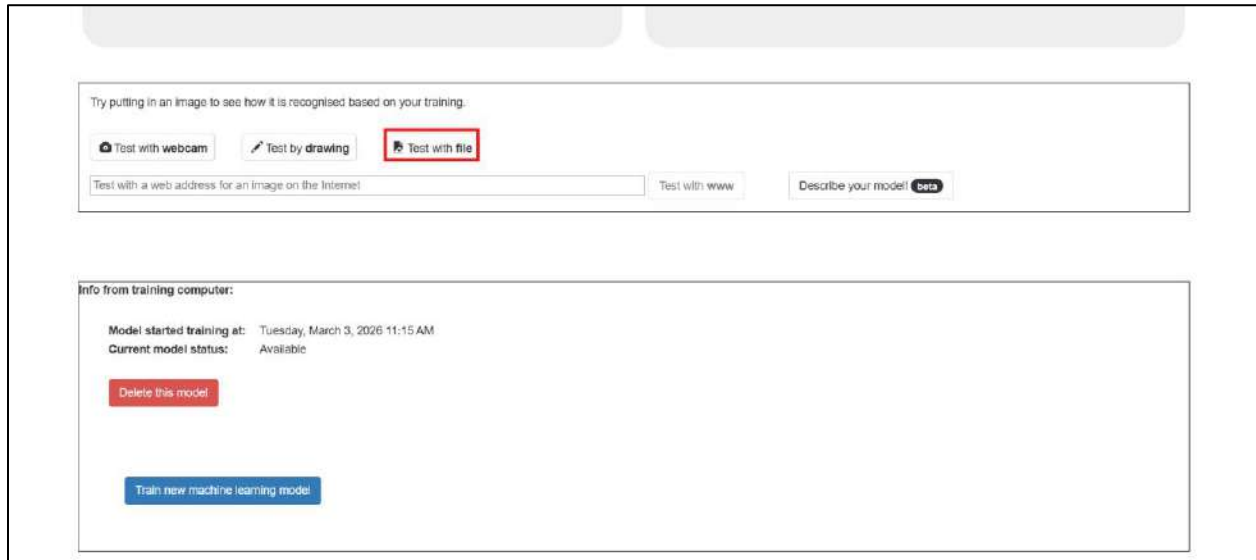 Try putting in an image to see how it is recognised based on your training.
Test with webcam
Test by drawing
Test with file
Test with a web address for an image on the Internet
Test with www
Describe your model! beta
Info from training computer:
Model started training at: Tuesday, March 3, 2026 11:15 AM
Current model status: Available
Delete this model
Train new machine learning model